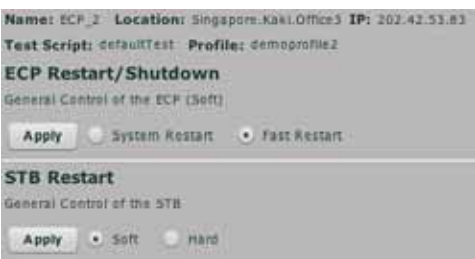 Name: ECP_2 Location: Singapore.Kaki.Office3 IP: 202.42.53.83
Test Script: defaultTest Profile: demoprofile2
ECP Restart/Shutdown
General Control of the ECP (Soft)
Apply System Restart Fast Restart
STB Restart
General Control of the STB
Apply Soft Hard